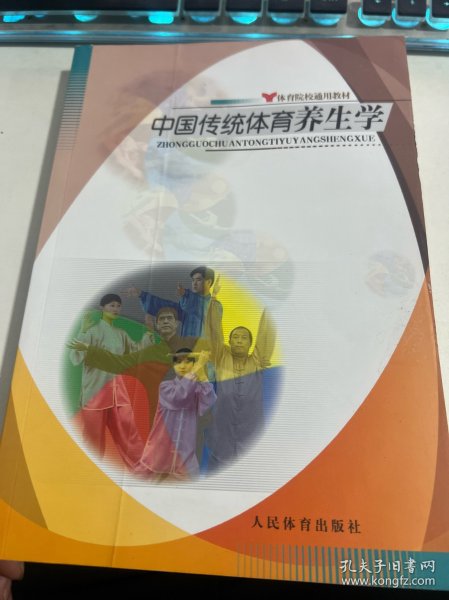 体育院校通用教材
中国传统体育养生学
ZHONGGUOCHUANTONGTIYUYANGSHENGXUE
人民体育出版社
孔夫子旧书网
http://www.kongfz.com